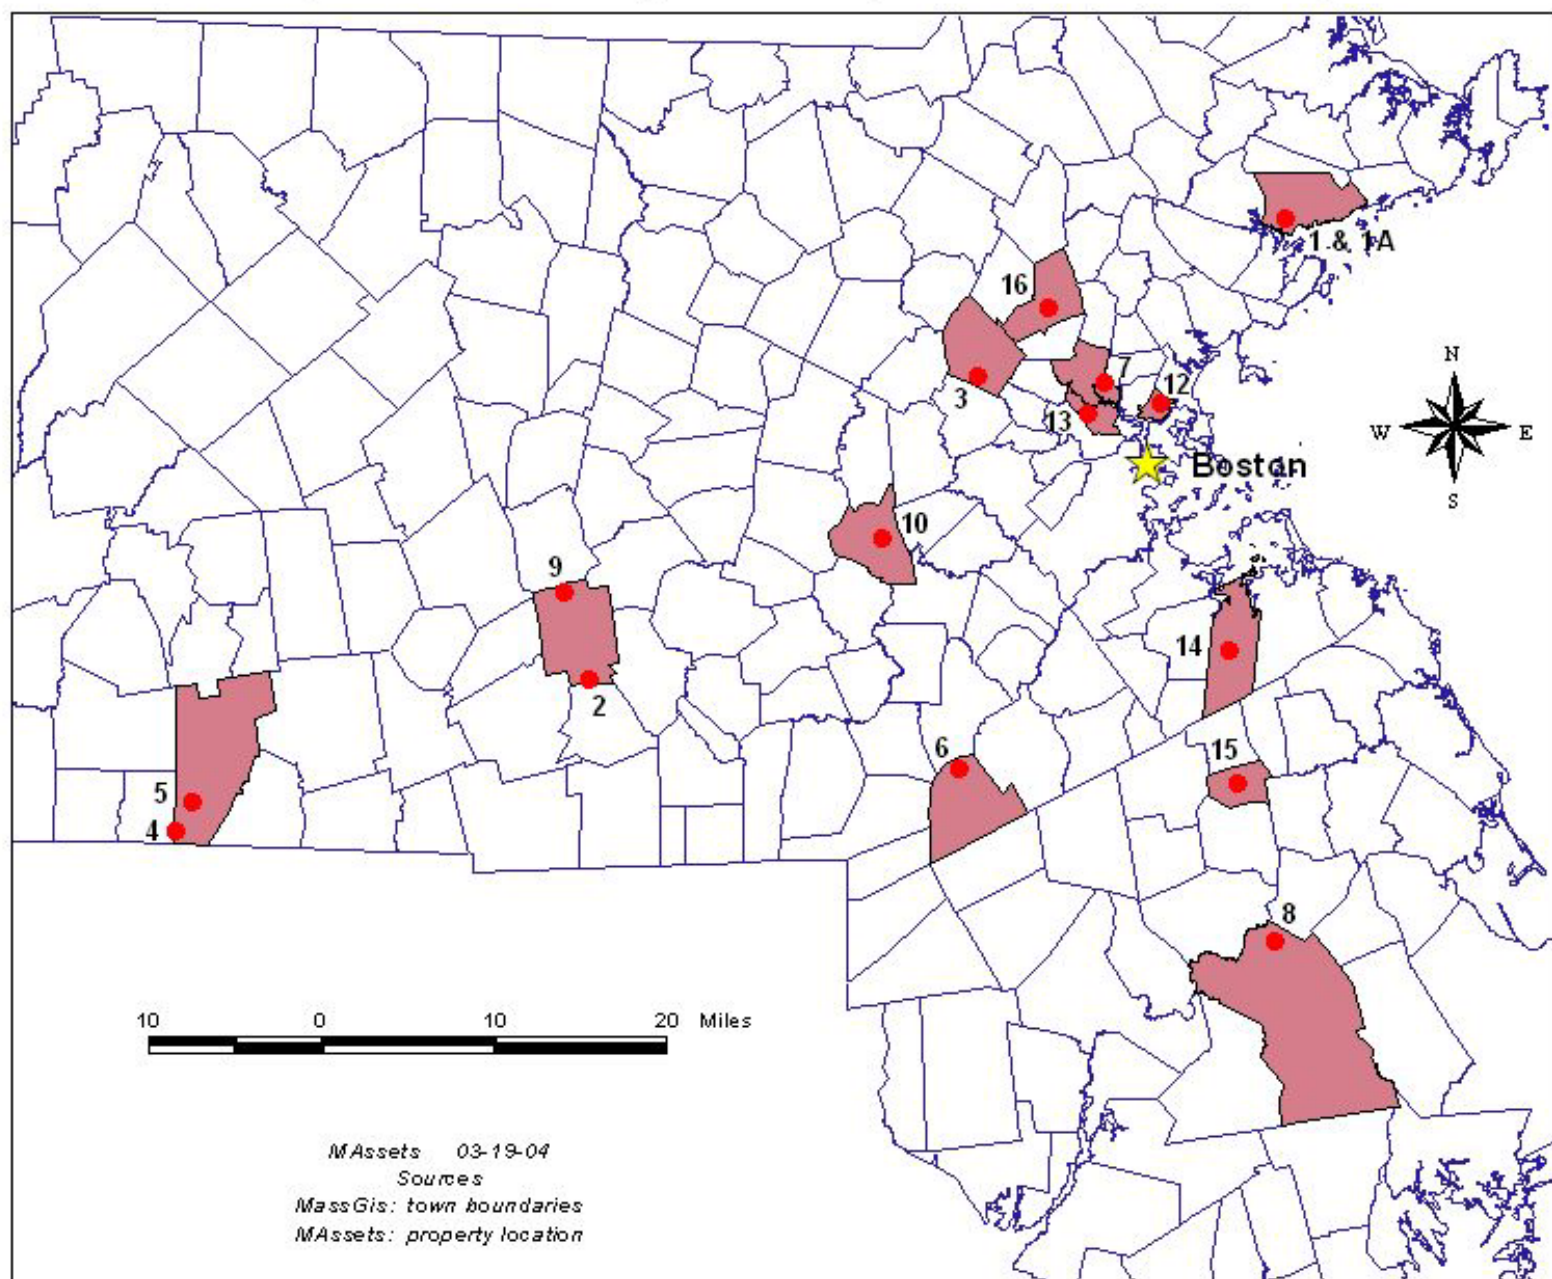 1 & 1A
16
7
12
3
13
N
W E
S
Boston
10
9
14
2
6
15
5
4
8
10 0 10 20 Miles
MAssets 03-19-04
Sources
MassGis: town boundaries
MAssets: property location